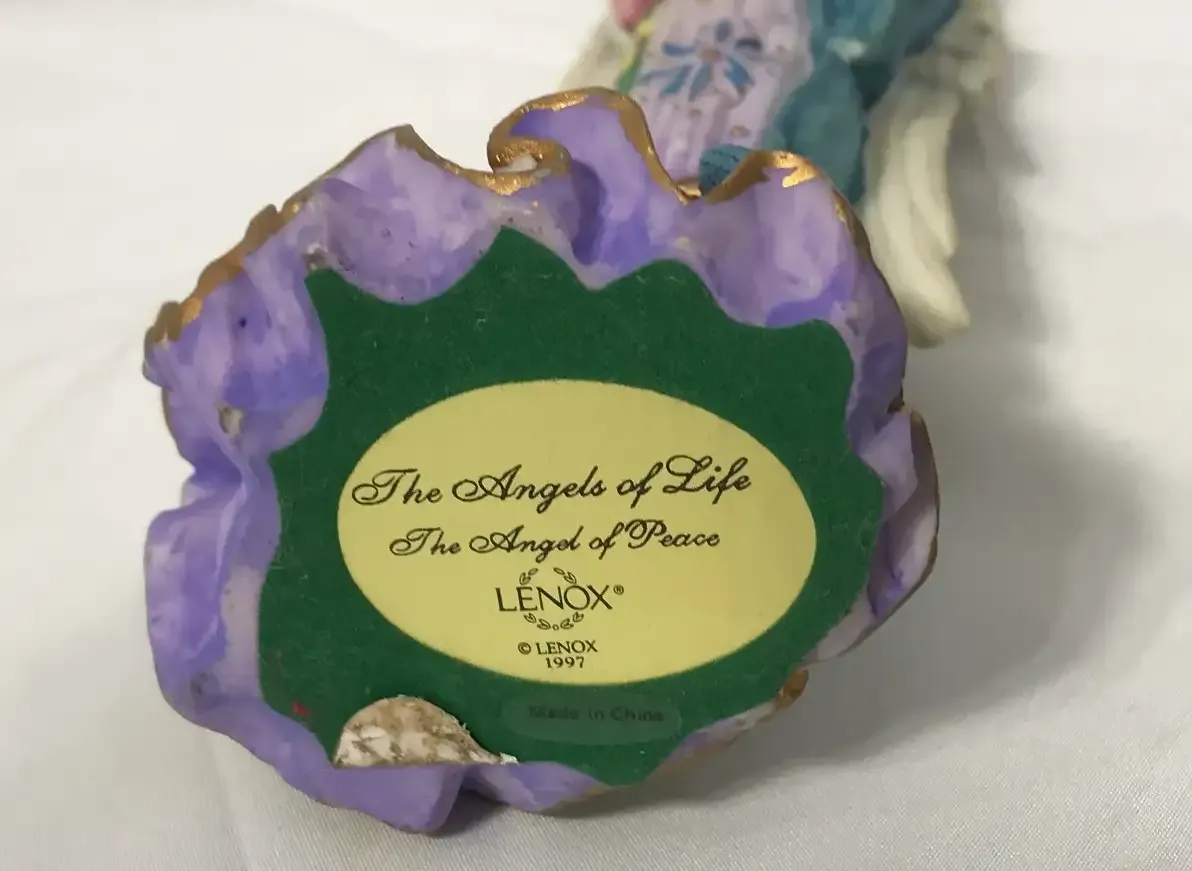 The Angels of Life
The Angel of Peace
LENOX®
© LENOX
1997
Made in China